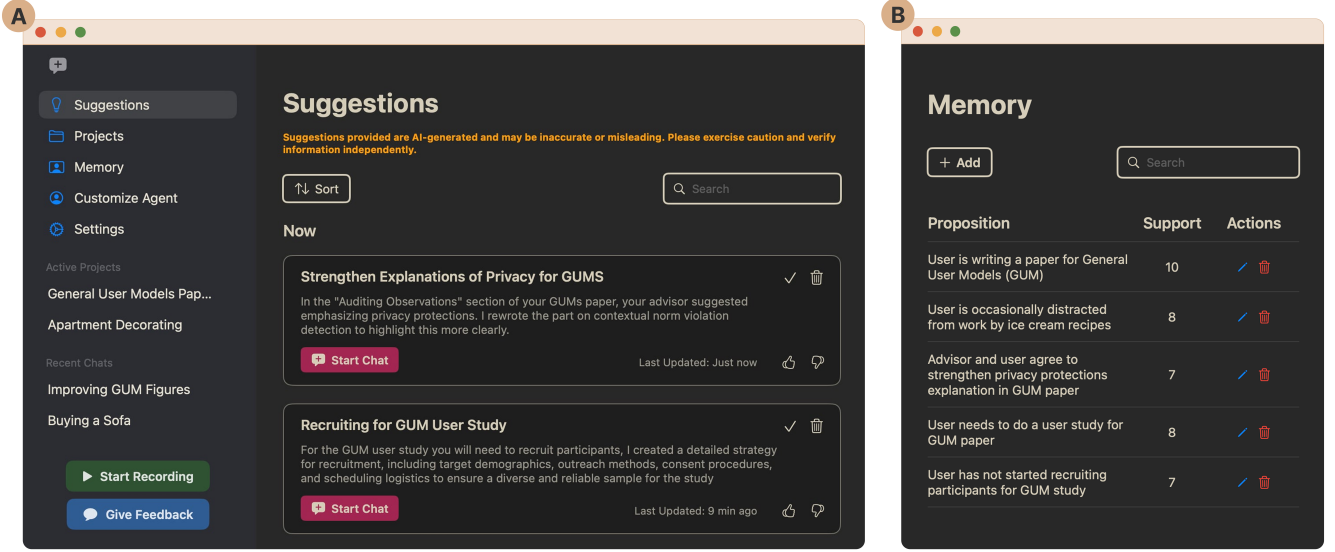 A
Suggestions
Projects
Memory
Customize Agent
Settings
Active Projects
General User Models Pap...
Apartment Decorating
Recent Chats
Improving GUM Figures
Buying a Sofa
Start Recording
Give Feedback
Suggestions
Suggestions provided are AI-generated and may be inaccurate or misleading. Please exercise caution and verify
information independently.
Sort
Search
Now
Strengthen Explanations of Privacy for GUMS
In the "Auditing Observations" section of your GUMs paper, your advisor suggested
emphasizing privacy protections. I rewrote the part on contextual norm violation
detection to highlight this more clearly.
Start Chat
Last Updated: Just now
Recruiting for GUM User Study
For the GUM user study you will need to recruit participants, I created a detailed strategy
for recruitment, including target demographics, outreach methods, consent procedures,
and scheduling logistics to ensure a diverse and reliable sample for the study
Start Chat
Last Updated: 9 min ago
B
Memory
+ Add
Search
Proposition Support Actions
User is writing a paper for General
User Models (GUM)
10
User is occasionally distracted
from work by ice cream recipes
8
Advisor and user agree to
strengthen privacy protections
explanation in GUM paper
7
User needs to do a user study for
GUM paper
8
User has not started recruiting
participants for GUM study
7